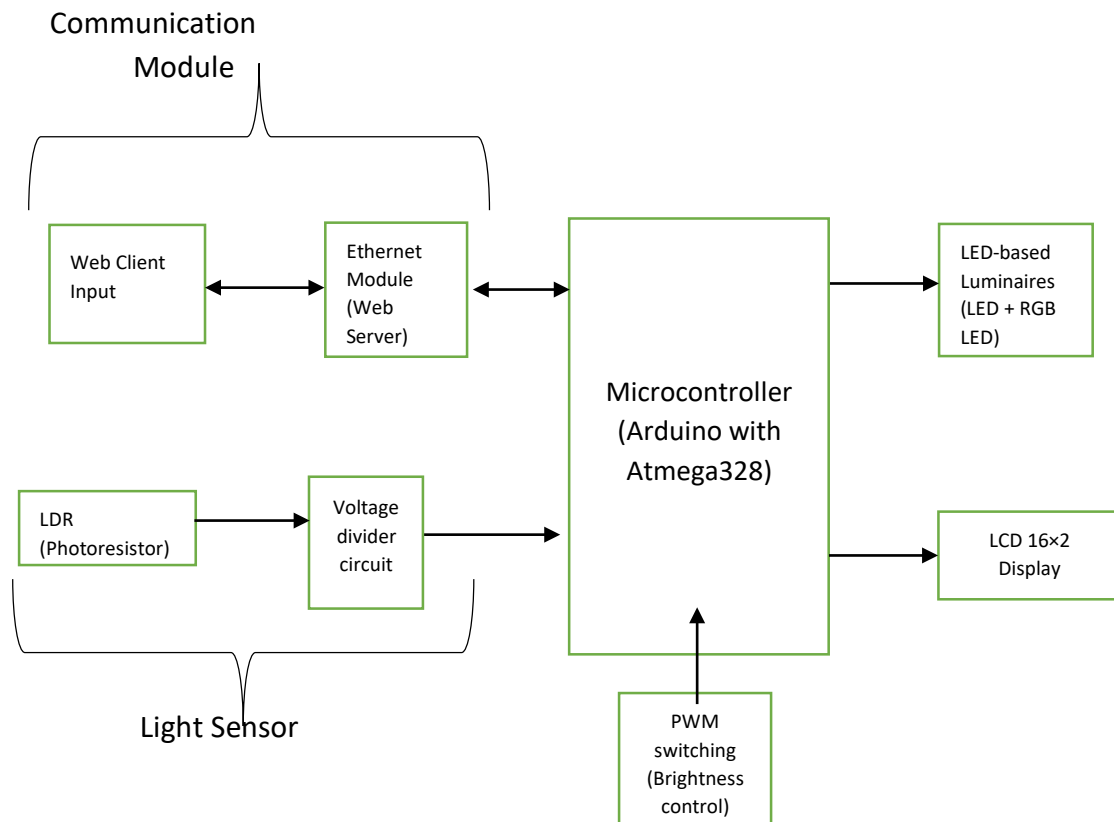 Communication
Module
Web Client
Input
Ethernet
Module
(Web
Server)
Microcontroller
(Arduino with
Atmega328)
LED-based
Luminaires
(LED + RGB
LED)
LDR
(Photoresistor)
Voltage
divider
circuit
LCD 16×2
Display
Light Sensor
PWM
switching
(Brightness
control)